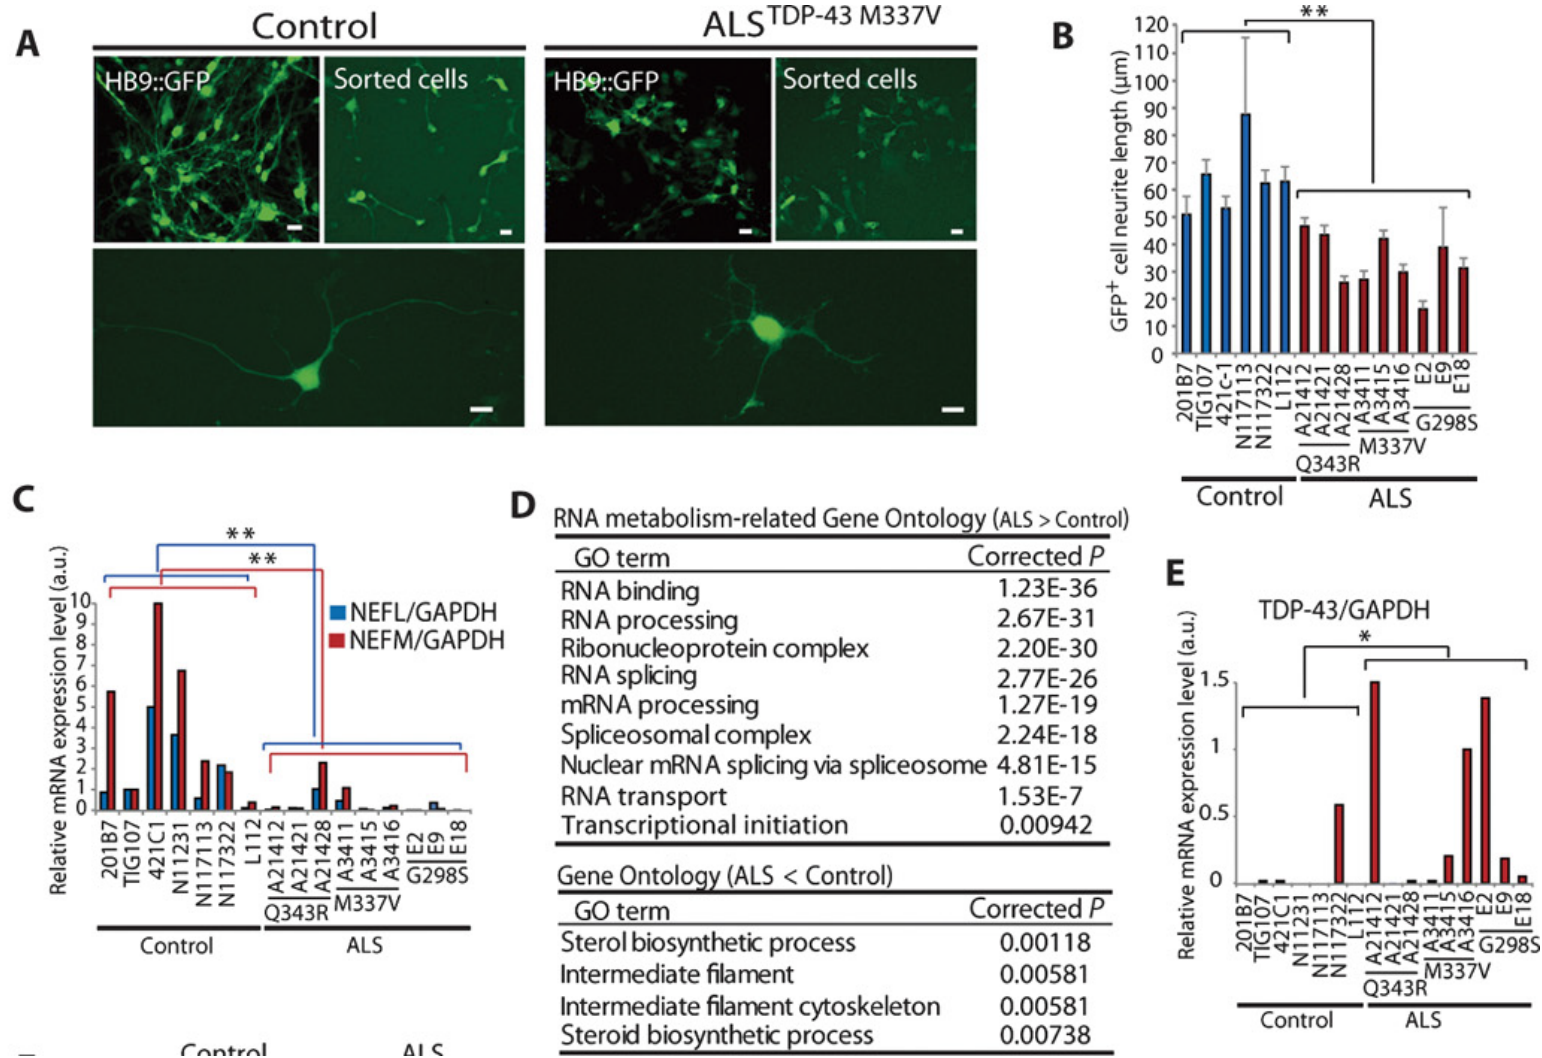 A
Control
ALS TDP-43 M337V
HB9::GFP
Sorted cells
HB9::GFP
Sorted cells
B
**
GFP+ cell neurite length (µm)
120
110
100
90
80
70
60
50
40
30
20
10
0
201B7
TIG107
421c-1
N117113
N117322
L112
A21412
A21421
A21428
A3411
A3415
A3416
E2
E9
E18
Q343R
M337V
G298S
Control
ALS
C
**
**
Relative mRNA expression level (a.u.)
10
9
8
7
6
5
4
3
2
1
0
NEFL/GAPDH
NEFM/GAPDH
201B7
TIG107
421C1
N11231
N117113
N117322
L112
A21412
A21421
A21428
A3411
A3415
A3416
E2
E9
E18
Q343R
M337V
G298S
Control
ALS
D
RNA metabolism-related Gene Ontology (ALS > Control)
GO term Corrected P
RNA binding 1.23E-36
RNA processing 2.67E-31
Ribonucleoprotein complex 2.20E-30
RNA splicing 2.77E-26
mRNA processing 1.27E-19
Spliceosomal complex 2.24E-18
Nuclear mRNA splicing via spliceosome 4.81E-15
RNA transport 1.53E-7
Transcriptional initiation 0.00942
Gene Ontology (ALS < Control)
GO term Corrected P
Sterol biosynthetic process 0.00118
Intermediate filament 0.00581
Intermediate filament cytoskeleton 0.00581
Steroid biosynthetic process 0.00738
E
TDP-43/GAPDH
*
Relative mRNA expression level (a.u.)
1.5
1
0.5
0
201B7
TIG107
421C1
N11231
N117113
N117322
L112
A21412
A21421
A21428
A3411
A3415
A3416
E2
E9
E18
Q343R
M337V
G298S
Control
ALS
Control
ALS